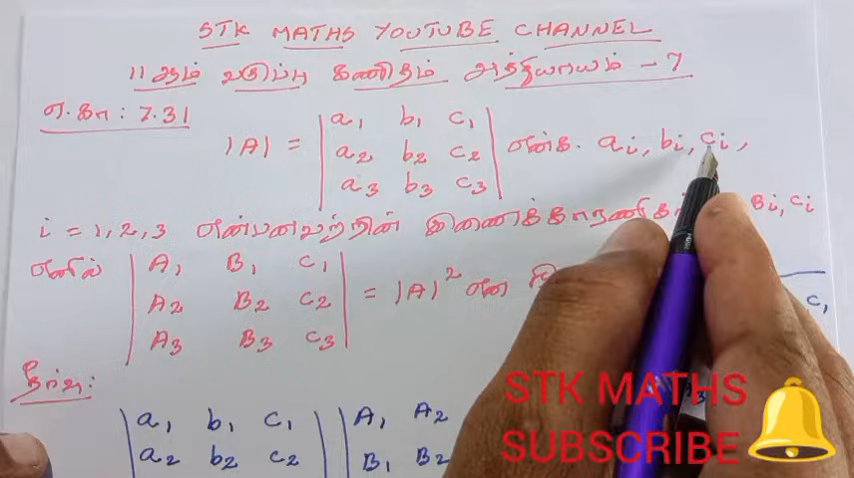 STK MATHS YOUTUBE CHANNEL
11 ஆம் வகுப்பு கணிதம் அத்தியாயம் - 7
எ.கா : 7.31
|A| = | a₁ b₁ c₁ | என்க. aᵢ, bᵢ, cᵢ,
| a₂ b₂ c₂ |
| a₃ b₃ c₃ |
i = 1,2,3 என்பனவற்றின் இணைக்காரணிக Bᵢ, Cᵢ
எனில் | A₁ B₁ C₁ |
| A₂ B₂ C₂ | = |A|² என C₁
| A₃ B₃ C₃ |
தீர்வு:
| a₁ b₁ c₁ | | A₁ A₂
| a₂ b₂ c₂ | | B₁ B₂
STK MATHS
SUBSCRIBE